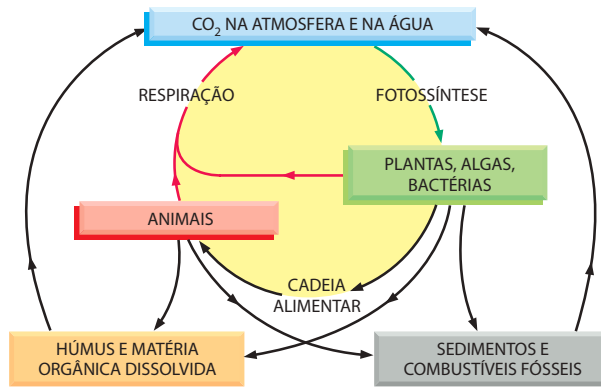 CO₂ NA ATMOSFERA E NA ÁGUA
RESPIRAÇÃO
FOTOSSÍNTESE
PLANTAS, ALGAS,
BACTÉRIAS
ANIMAIS
CADEIA
ALIMENTAR
HÚMUS E MATÉRIA
ORGÂNICA DISSOLVIDA
SEDIMENTOS E
COMBUSTÍVEIS FÓSSEIS